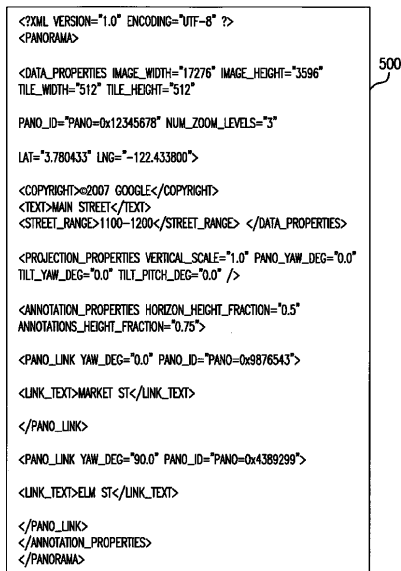 <?XML VERSION="1.0" ENCODING="UTF-8" ?>
<PANORAMA>
<DATA_PROPERTIES IMAGE_WIDTH="17276" IMAGE_HEIGHT="3596"
TILE_WIDTH="512" TILE_HEIGHT="512"
500
PANO_ID="PANO=0x12345678" NUM_ZOOM_LEVELS="3"
LAT="3.780433" LNG="-122.433800">
<COPYRIGHT>©2007 GOOGLE</COPYRIGHT>
<TEXT>MAIN STREET</TEXT>
<STREET_RANGE>1100-1200</STREET_RANGE> </DATA_PROPERTIES>
<PROJECTION_PROPERTIES VERTICAL_SCALE="1.0" PANO_YAW_DEG="0.0"
TILT_YAW_DEG="0.0" TILT_PITCH_DEG="0.0" />
<ANNOTATION_PROPERTIES HORIZON_HEIGHT_FRACTION="0.5"
ANNOTATIONS_HEIGHT_FRACTION="0.75">
<PANO_LINK YAW_DEG="0.0" PANO_ID="PANO=0x9876543">
<LINK_TEXT>MARKET ST</LINK_TEXT>
</PANO_LINK>
<PANO_LINK YAW_DEG="90.0" PANO_ID="PANO=0x4389299">
<LINK_TEXT>ELM ST</LINK_TEXT>
</PANO_LINK>
</ANNOTATION_PROPERTIES>
</PANORAMA>